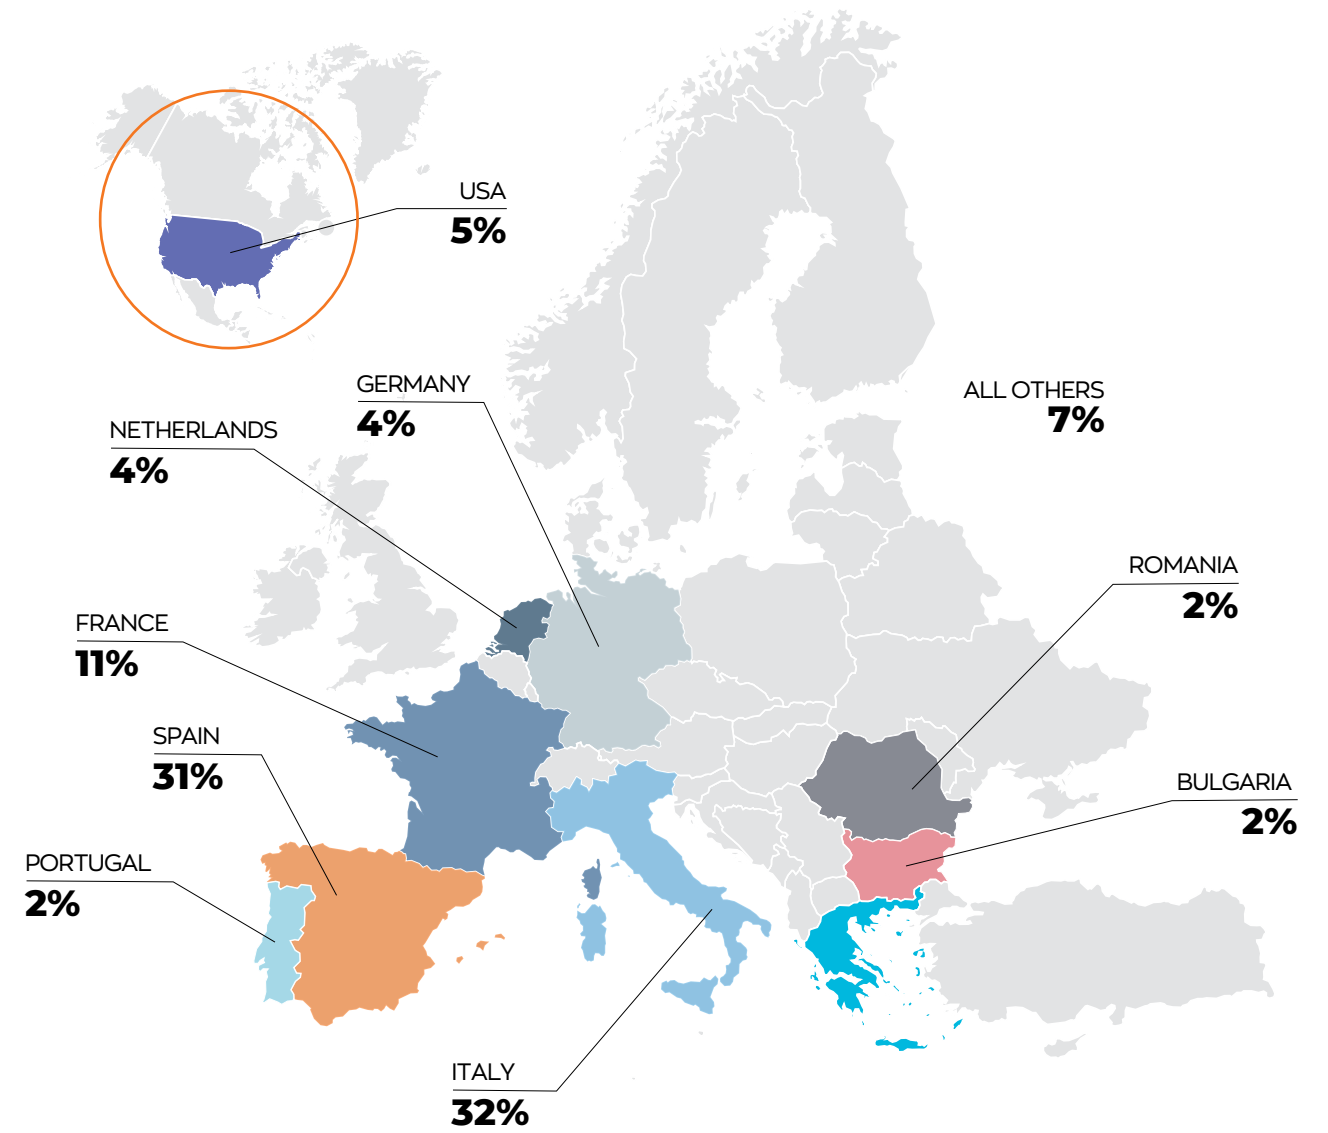 USA
5%
GERMANY
4%
ALL OTHERS
7%
NETHERLANDS
4%
ROMANIA
2%
FRANCE
11%
SPAIN
31%
BULGARIA
2%
PORTUGAL
2%
ITALY
32%